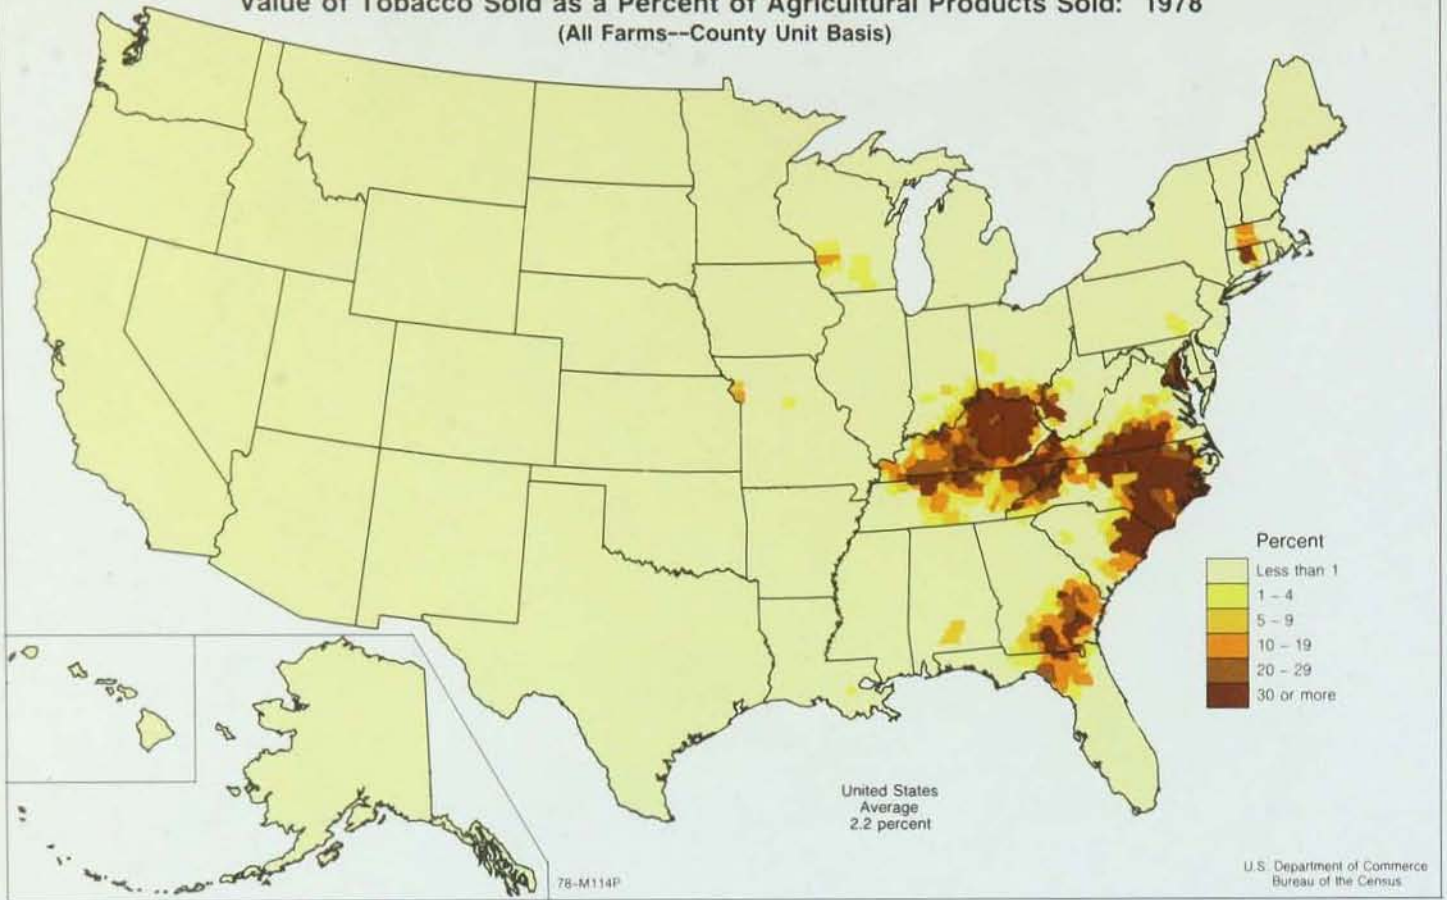 Value of Tobacco Sold as a Percent of Agricultural Products Sold: 1978
(All Farms--County Unit Basis)
Percent
Less than 1
1 - 4
5 - 9
10 - 19
20 - 29
30 or more
United States
Average
2.2 percent
78-M114P
U.S. Department of Commerce
Bureau of the Census